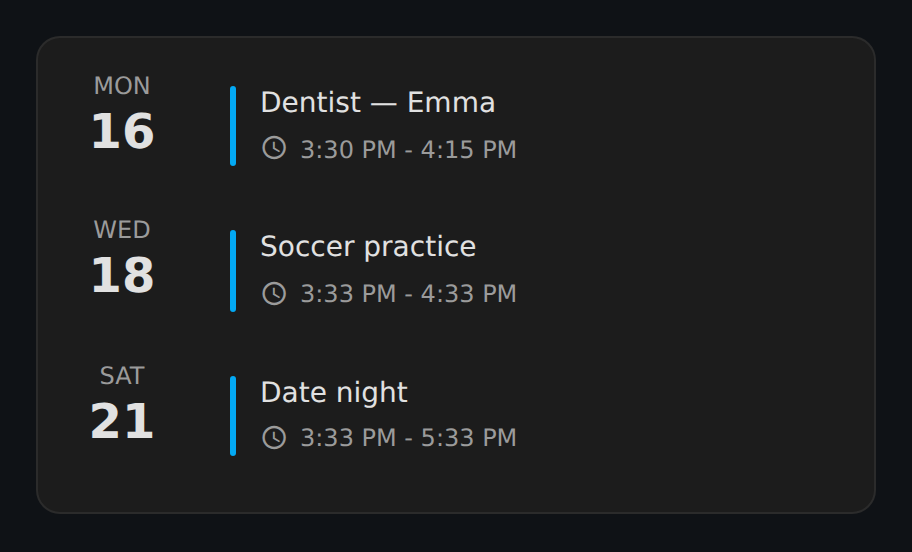 MON
16
Dentist — Emma
3:30 PM - 4:15 PM
WED
18
Soccer practice
3:33 PM - 4:33 PM
SAT
21
Date night
3:33 PM - 5:33 PM